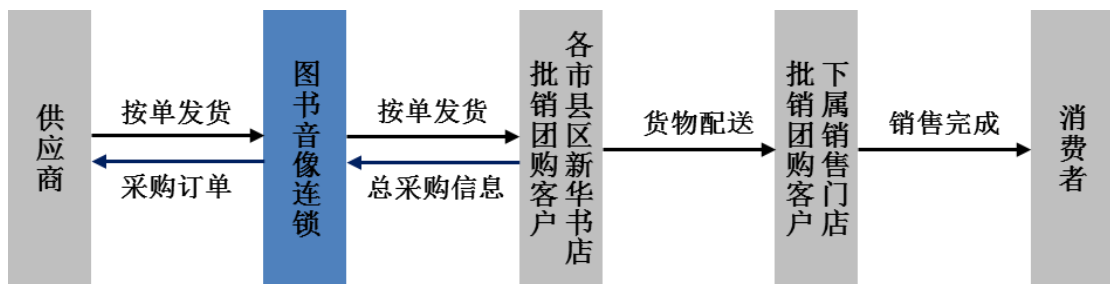 供应商
按单发货
采购订单
图书音像连锁
按单发货
总采购信息
各市县区新华书店
批销团购客户
货物配送
下属销售门店
批销团购客户
销售完成
消费者